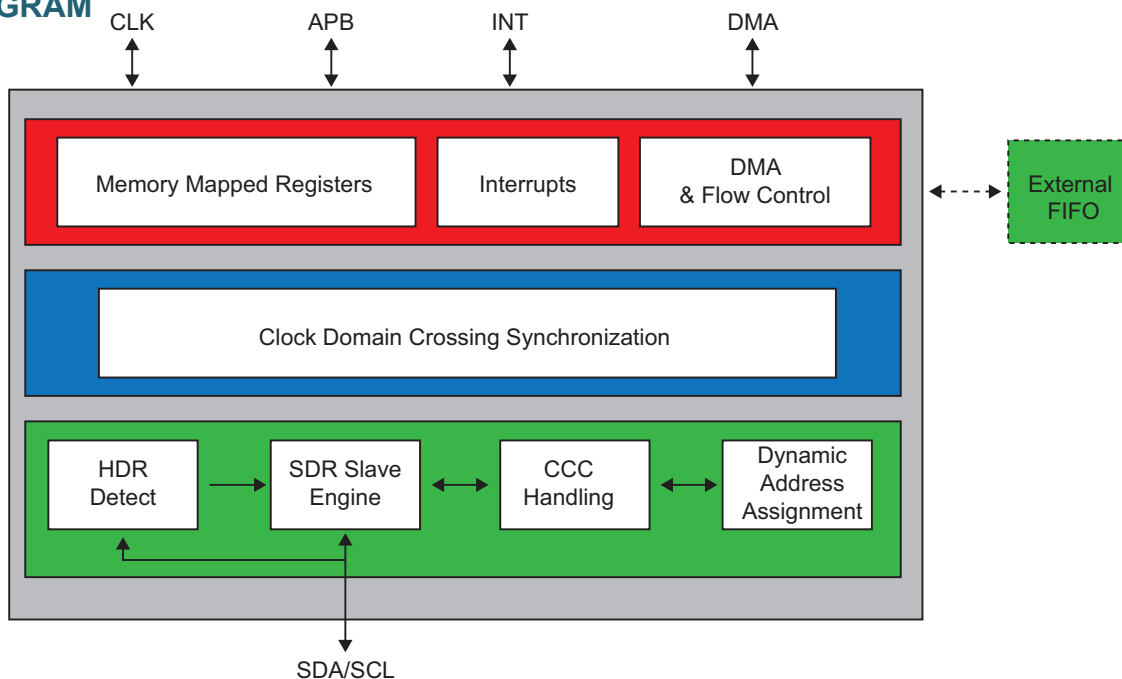 GRAM
CLK APB INT DMA
Memory Mapped Registers
Interrupts
DMA
& Flow Control
External
FIFO
Clock Domain Crossing Synchronization
HDR
Detect
SDR Slave
Engine
CCC
Handling
Dynamic
Address
Assignment
SDA/SCL